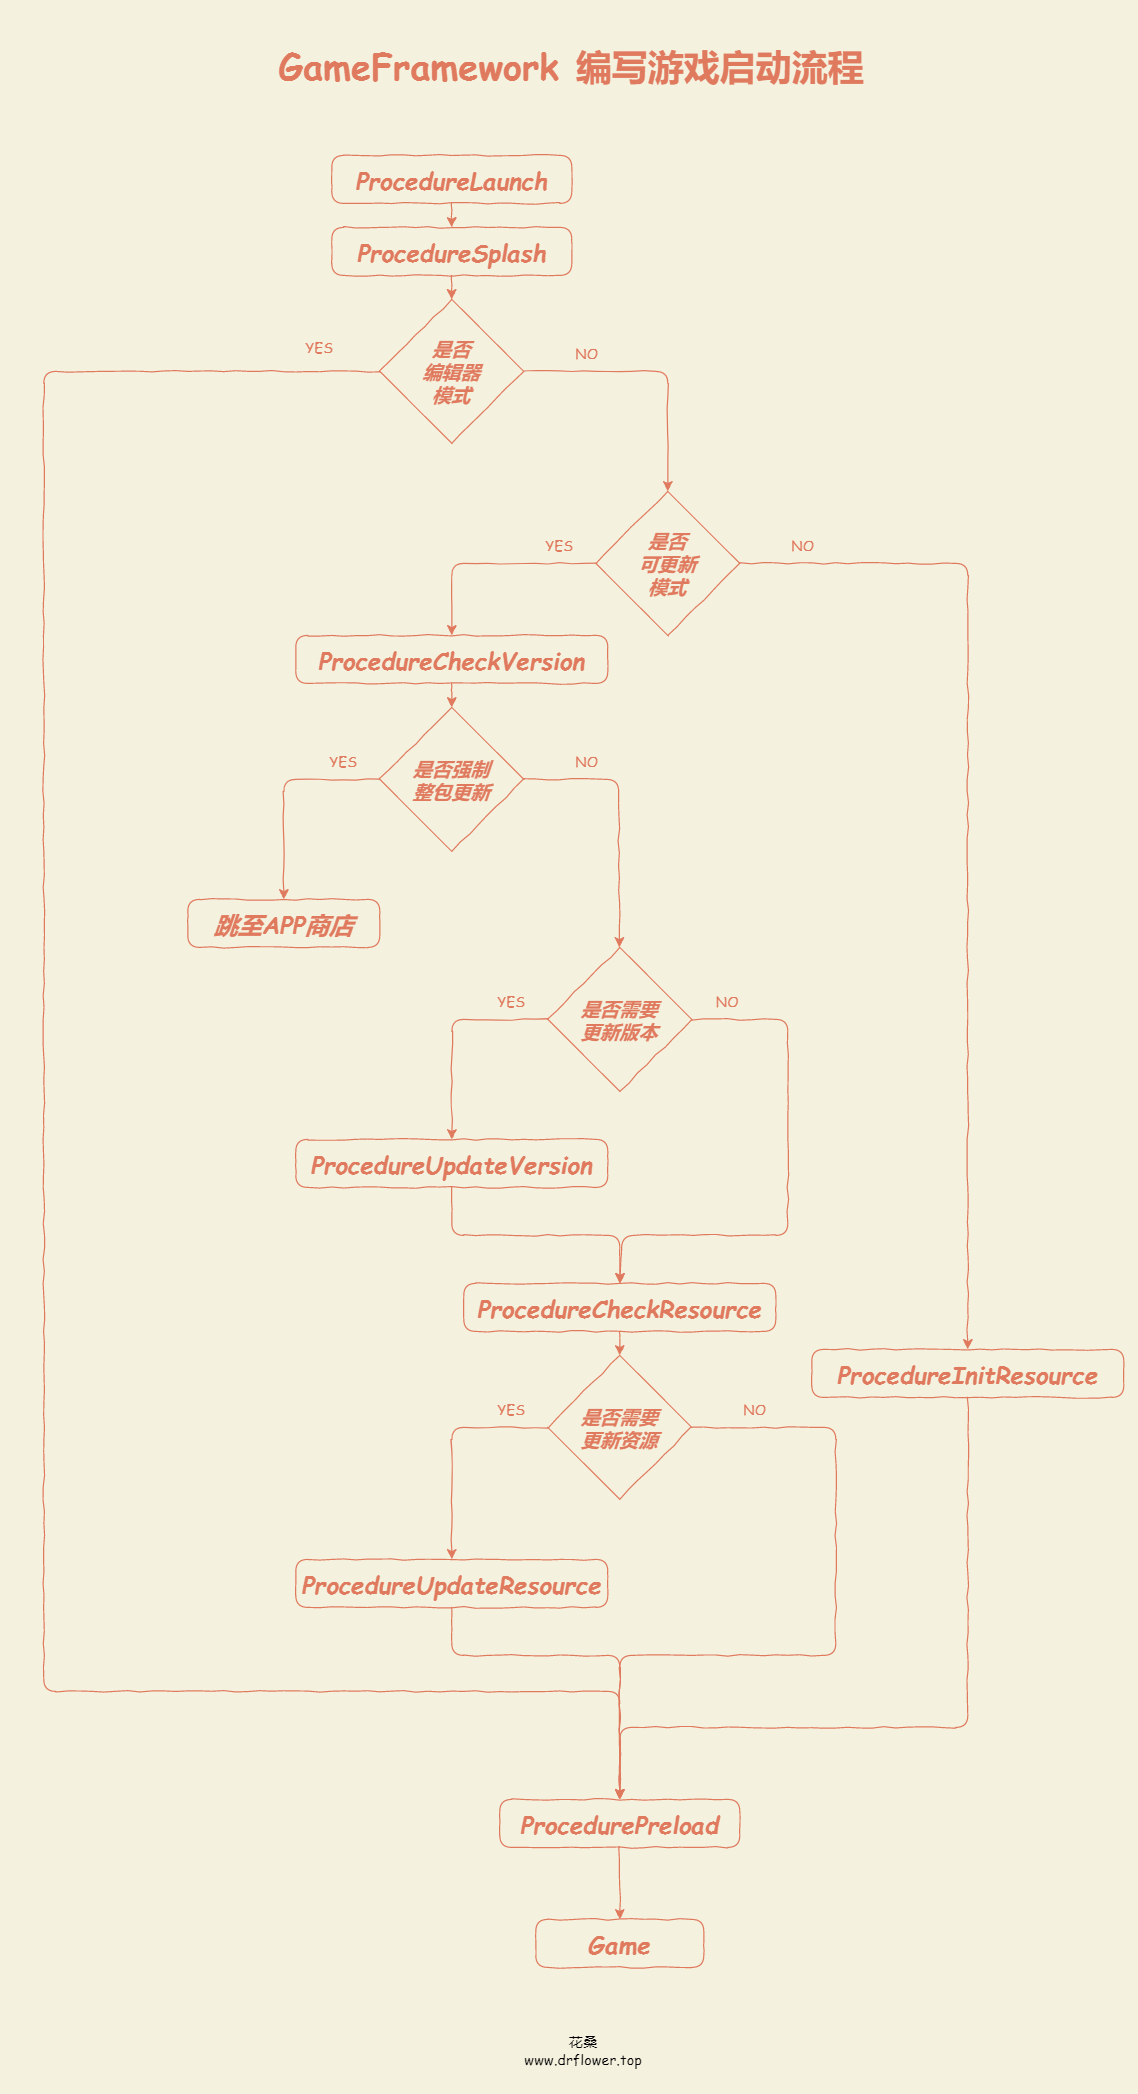 GameFramework 编写游戏启动流程
ProcedureLaunch
ProcedureSplash
是否
编辑器
模式
YES
NO
是否
可更新
模式
YES
NO
ProcedureCheckVersion
是否强制
整包更新
YES
NO
跳至APP商店
是否需要
更新版本
YES
NO
ProcedureUpdateVersion
ProcedureCheckResource
ProcedureInitResource
是否需要
更新资源
YES
NO
ProcedureUpdateResource
ProcedurePreload
Game
花桑
www.drflower.top